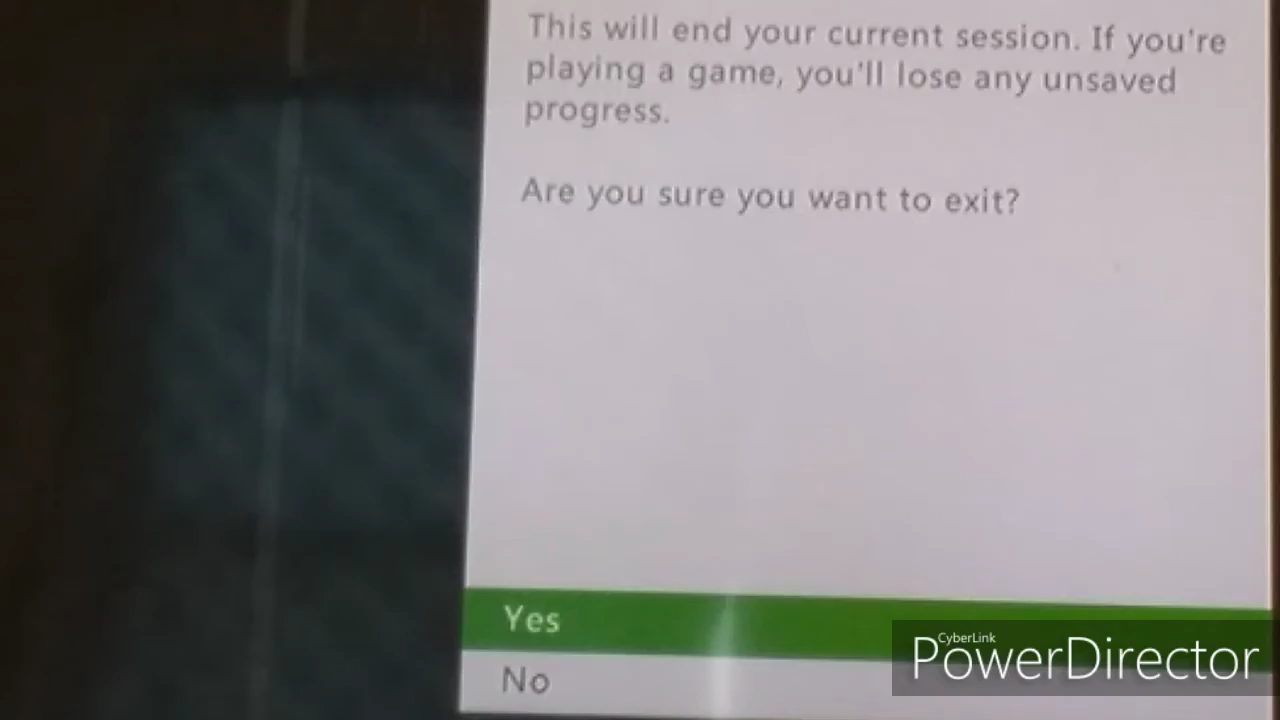 This will end your current session. If you're
playing a game, you'll lose any unsaved
progress.
Are you sure you want to exit?
Yes
No
CyberLink
PowerDirector